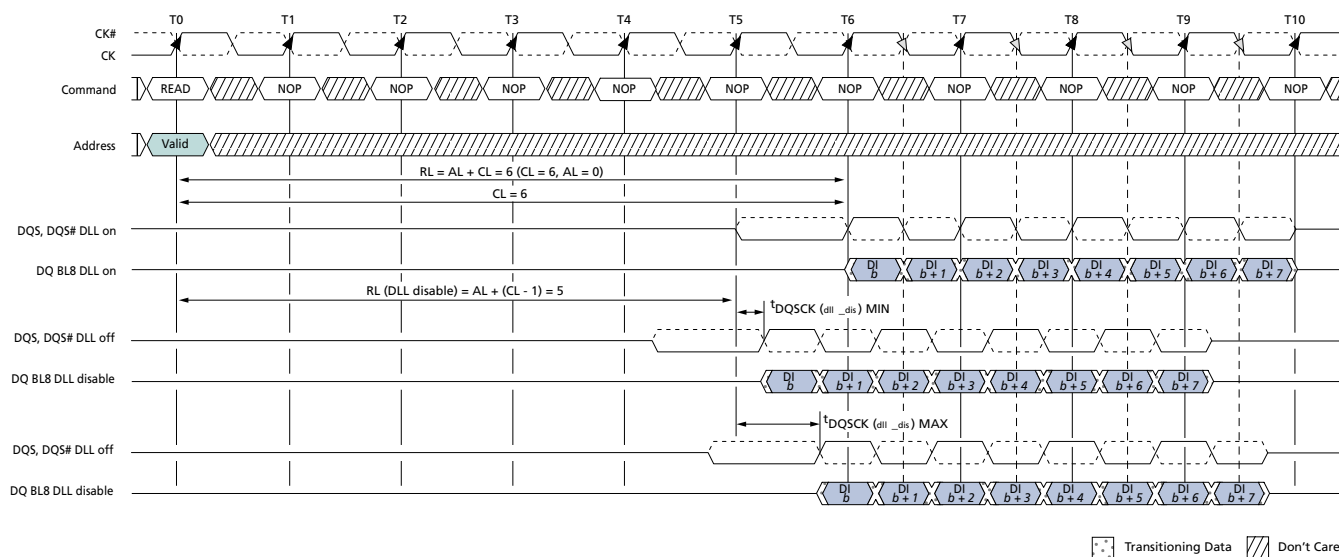 T0 T1 T2 T3 T4 T5 T6 T7 T8 T9 T10
CK#
CK
Command READ NOP NOP NOP NOP NOP NOP NOP NOP NOP NOP
Address Valid
RL = AL + CL = 6 (CL = 6, AL = 0)
CL = 6
DQS, DQS# DLL on
DQ BL8 DLL on DI b DI b + 1 DI b + 2 DI b + 3 DI b + 4 DI b + 5 DI b + 6 DI b + 7
RL (DLL disable) = AL + (CL - 1) = 5
tDQSCK (dll _dis) MIN
DQS, DQS# DLL off
DQ BL8 DLL disable DI b DI b + 1 DI b + 2 DI b + 3 DI b + 4 DI b + 5 DI b + 6 DI b + 7
tDQSCK (dll _dis) MAX
DQS, DQS# DLL off
DQ BL8 DLL disable DI b DI b + 1 DI b + 2 DI b + 3 DI b + 4 DI b + 5 DI b + 6 DI b + 7
Transitioning Data Don't Care